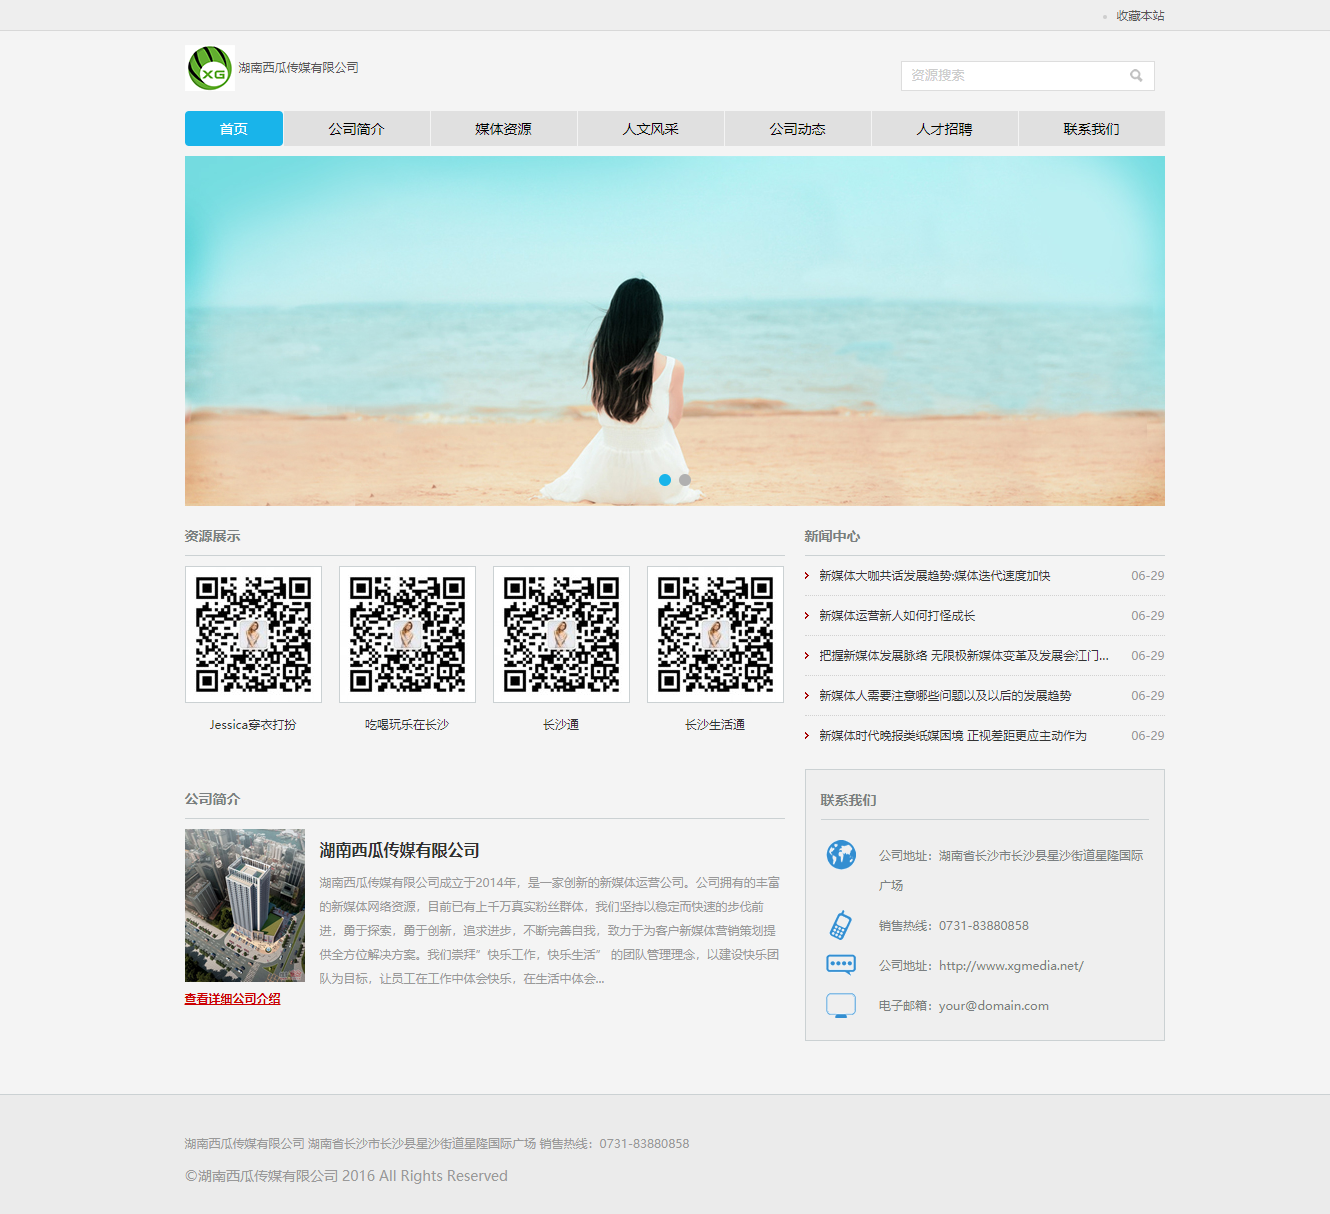 收藏本站
XG
湖南西瓜传媒有限公司
资源搜索
首页
公司简介
媒体资源
人文风采
公司动态
人才招聘
联系我们
资源展示
Jessica穿衣打扮
吃喝玩乐在长沙
长沙通
长沙生活通
新闻中心
新媒体大咖共话发展趋势:媒体迭代速度加快 06-29
新媒体运营新人如何打怪成长 06-29
把握新媒体发展脉络 无限极新媒体变革及发展会江门... 06-29
新媒体人需要注意哪些问题以及以后的发展趋势 06-29
新媒体时代晚报类纸媒困境 正视差距更应主动作为 06-29
公司简介
湖南西瓜传媒有限公司
湖南西瓜传媒有限公司成立于2014年，是一家创新的新媒体运营公司。公司拥有的丰富
的新媒体网络资源，目前已有上千万真实粉丝群体，我们坚持以稳定而快速的步伐前
进，勇于探索，勇于创新，追求进步，不断完善自我，致力于为客户新媒体营销策划提
供全方位解决方案。我们崇拜”快乐工作，快乐生活” 的团队管理理念，以建设快乐团
队为目标，让员工在工作中体会快乐，在生活中体会...
查看详细公司介绍
联系我们
公司地址：湖南省长沙市长沙县星沙街道星隆国际
广场
销售热线：0731-83880858
公司地址：http://www.xgmedia.net/
电子邮箱：your@domain.com
湖南西瓜传媒有限公司 湖南省长沙市长沙县星沙街道星隆国际广场 销售热线：0731-83880858
©湖南西瓜传媒有限公司 2016 All Rights Reserved